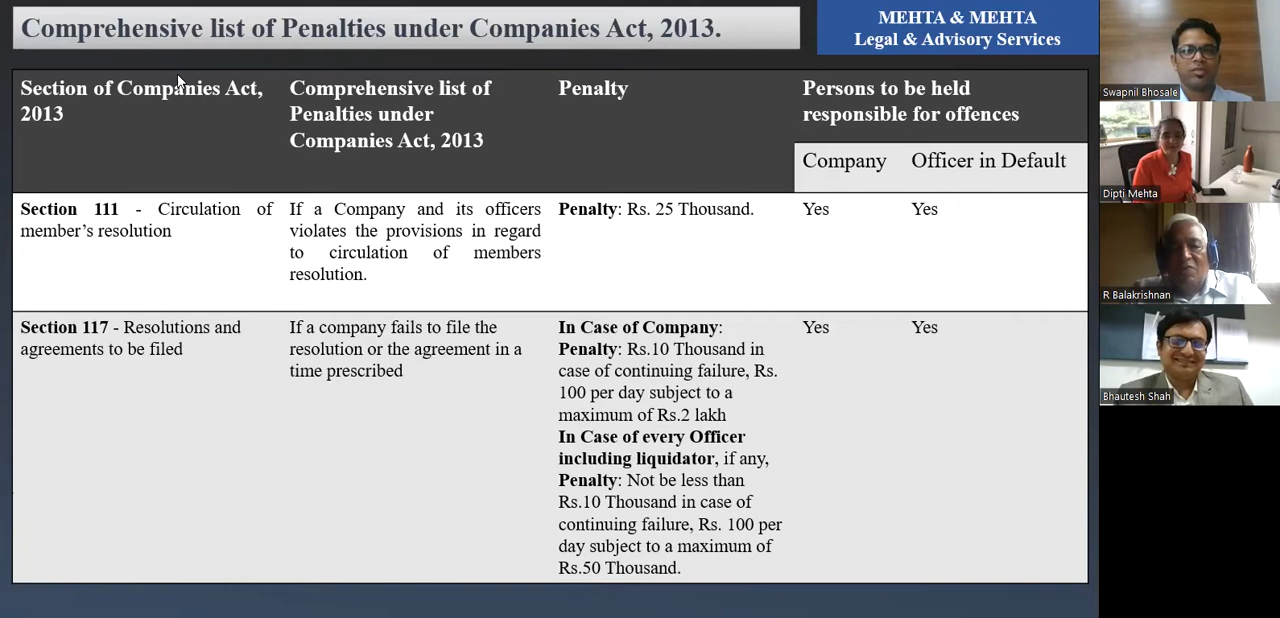 Comprehensive list of Penalties under Companies Act, 2013.
MEHTA & MEHTA
Legal & Advisory Services
Section of Companies Act,
2013
Comprehensive list of
Penalties under
Companies Act, 2013
Penalty
Persons to be held
responsible for offences
Company
Officer in Default
Section 111 - Circulation of
member's resolution
If a Company and its officers
violates the provisions in regard
to circulation of members
resolution.
Penalty: Rs. 25 Thousand.
Yes
Yes
Section 117 - Resolutions and
agreements to be filed
If a company fails to file the
resolution or the agreement in a
time prescribed
In Case of Company:
Penalty: Rs.10 Thousand in
case of continuing failure, Rs.
100 per day subject to a
maximum of Rs.2 lakh
In Case of every Officer
including liquidator, if any,
Penalty: Not be less than
Rs.10 Thousand in case of
continuing failure, Rs. 100 per
day subject to a maximum of
Rs.50 Thousand.
Yes
Yes
Swapnil Bhosale
Dipti Mehta
R Balakrishnan
Bhautesh Shah